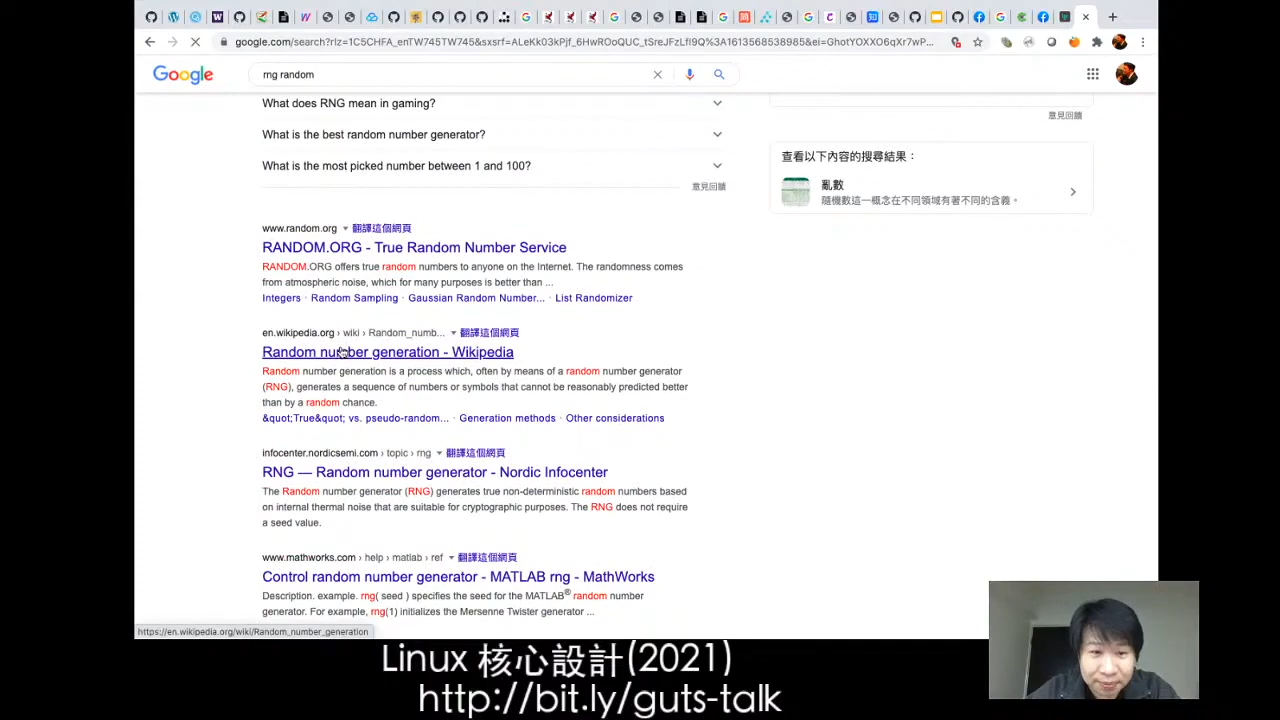 google.com/search?rlz=1C5CHFA_enTW745TW745&sxsrf=ALeKk03kPjf_6HwROoQUC_tSreJFzLfI9Q%3A1613568538985&ei=GhotYOXXO6qXr7wP...
Google
rng random
What does RNG mean in gaming?
What is the best random number generator?
What is the most picked number between 1 and 100?
意見回饋
意見回饋
查看以下內容的搜尋結果：
亂數
隨機數這一概念在不同領域有著不同的含義。
www.random.org 翻譯這個網頁
RANDOM.ORG - True Random Number Service
RANDOM.ORG offers true random numbers to anyone on the Internet. The randomness comes
from atmospheric noise, which for many purposes is better than ...
Integers · Random Sampling · Gaussian Random Number... · List Randomizer
en.wikipedia.org › wiki › Random_numb... 翻譯這個網頁
Random number generation - Wikipedia
Random number generation is a process which, often by means of a random number generator
(RNG), generates a sequence of numbers or symbols that cannot be reasonably predicted better
than by a random chance.
&quot;True&quot; vs. pseudo-random... · Generation methods · Other considerations
infocenter.nordicsemi.com › topic › rng 翻譯這個網頁
RNG — Random number generator - Nordic Infocenter
The Random number generator (RNG) generates true non-deterministic random numbers based
on internal thermal noise that are suitable for cryptographic purposes. The RNG does not require
a seed value.
www.mathworks.com › help › matlab › ref 翻譯這個網頁
Control random number generator - MATLAB rng - MathWorks
Description. example. rng( seed ) specifies the seed for the MATLAB® random number
generator. For example, rng(1) initializes the Mersenne Twister generator ...
https://en.wikipedia.org/wiki/Random_number_generation
Linux 核心設計(2021)
http://bit.ly/guts-talk